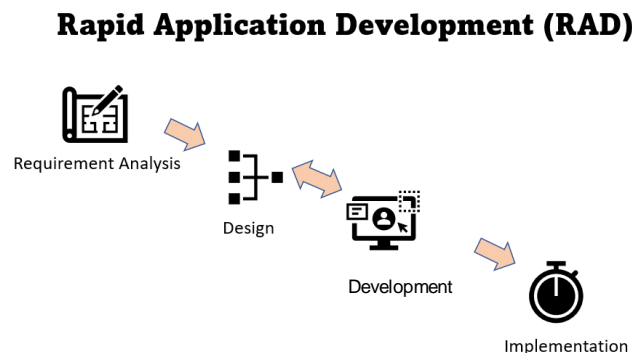 Rapid Application Development (RAD)
Requirement Analysis
Design
Development
Implementation